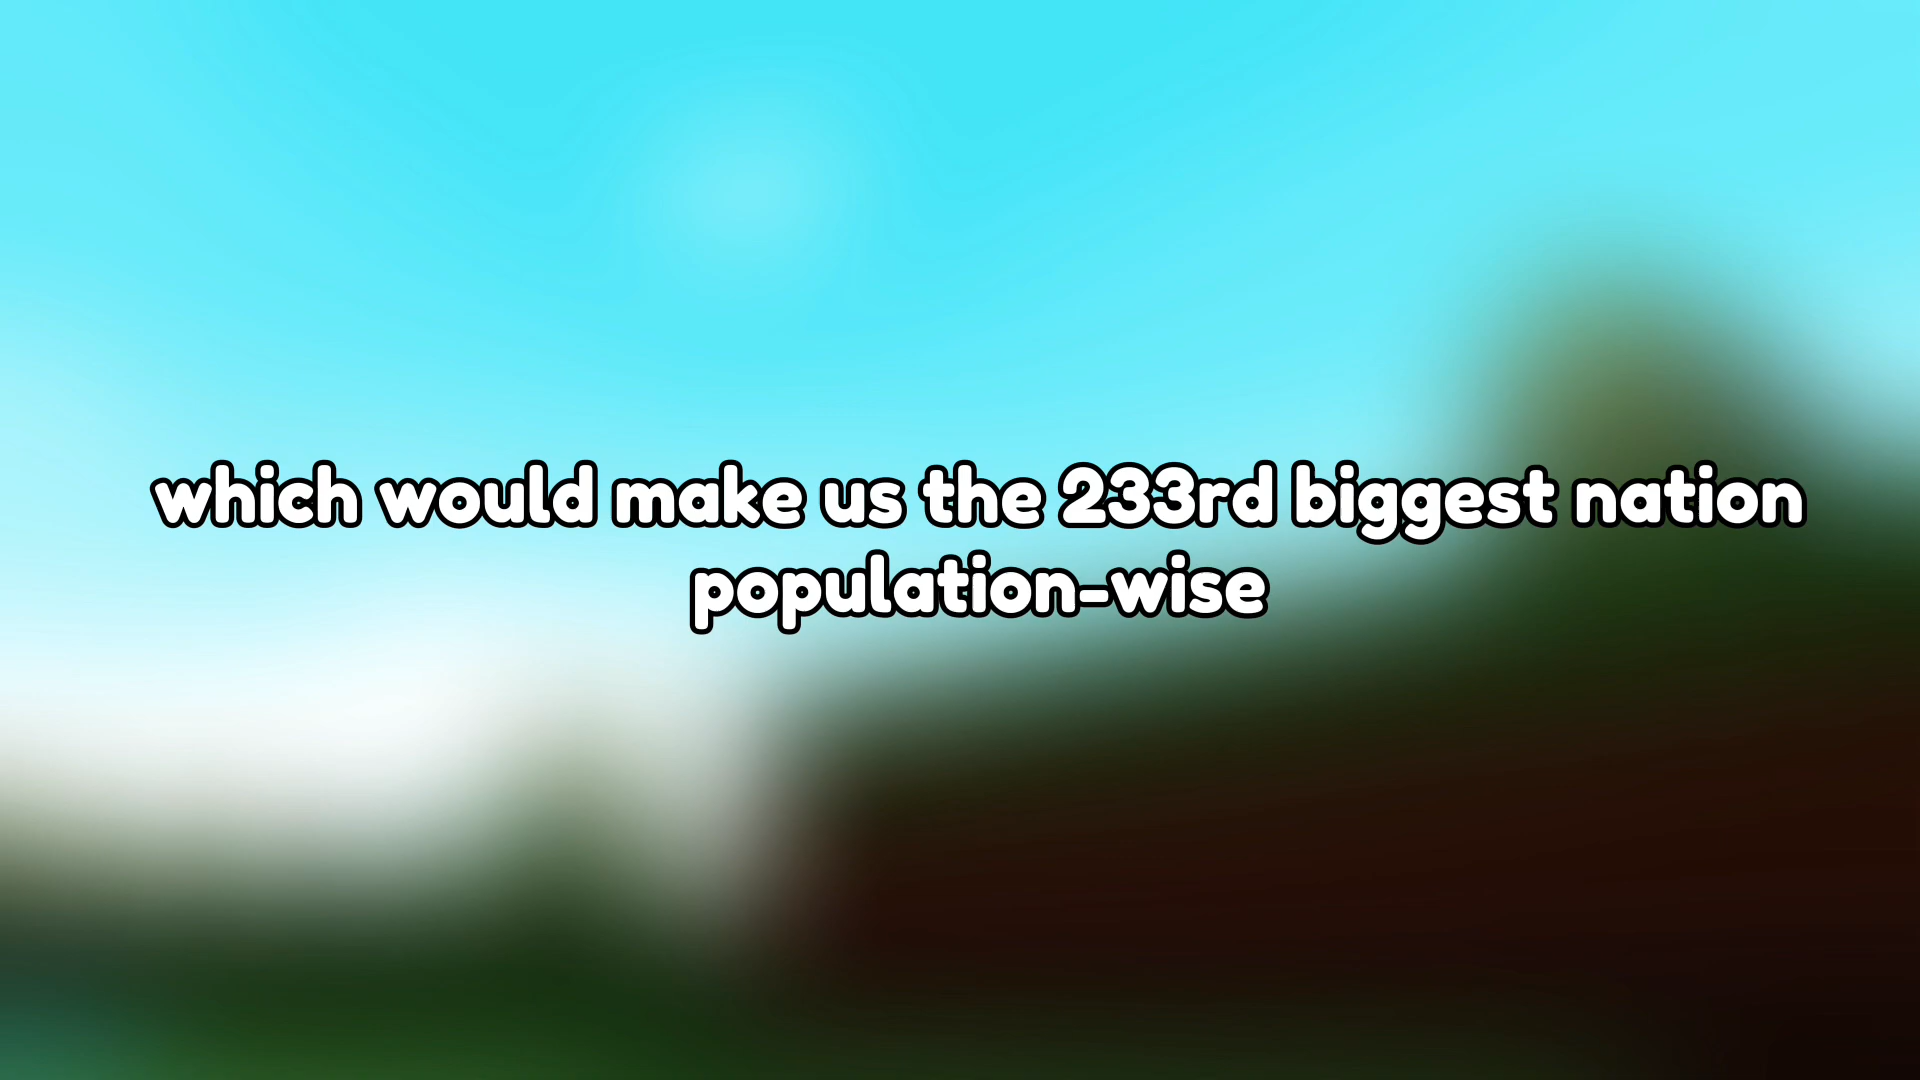 which would make us the 233rd biggest nation
population-wise